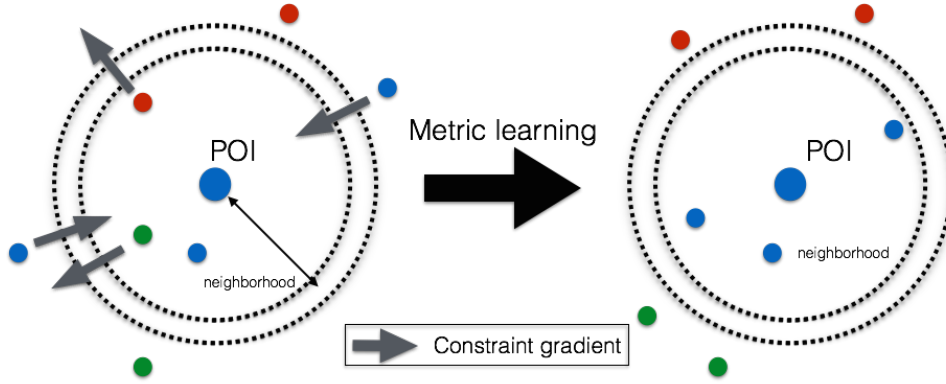 POI
neighborhood
Metric learning
POI
neighborhood
Constraint gradient